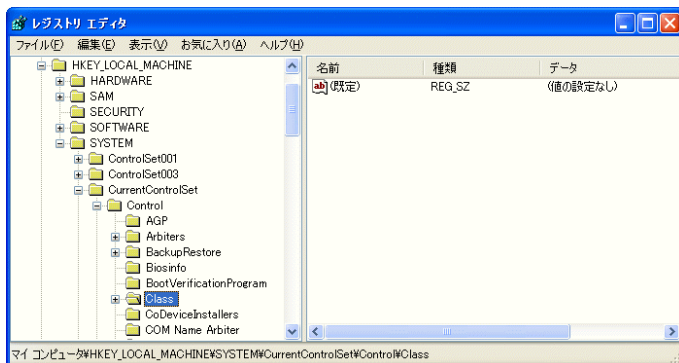 レジストリ エディタ
ファイル(F) 編集(E) 表示(V) お気に入り(A) ヘルプ(H)
HKEY_LOCAL_MACHINE
HARDWARE
SAM
SECURITY
SOFTWARE
SYSTEM
ControlSet001
ControlSet003
CurrentControlSet
Control
AGP
Arbiters
BackupRestore
Biosinfo
BootVerificationProgram
Class
CoDeviceInstallers
COM Name Arbiter
名前 種類 データ
ab (既定) REG_SZ (値の設定なし)
マイ コンピュータ¥HKEY_LOCAL_MACHINE¥SYSTEM¥CurrentControlSet¥Control¥Class